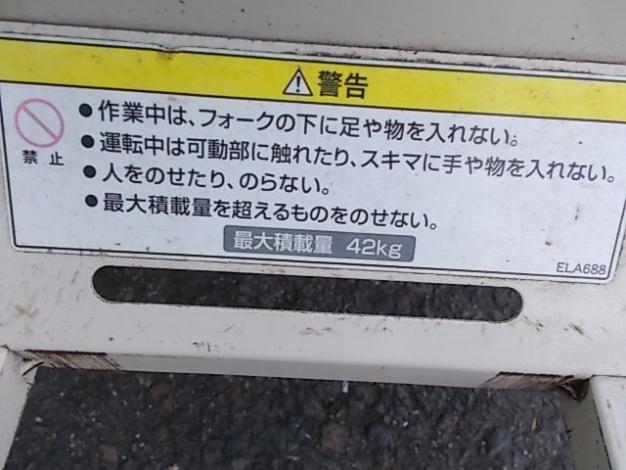 警告
禁止
●作業中は、フォークの下に足や物を入れない。
●運転中は可動部に触れたり、スキマに手や物を入れない。
●人をのせたり、のらない。
●最大積載量を超えるものをのせない。
最大積載量 42kg
ELA688